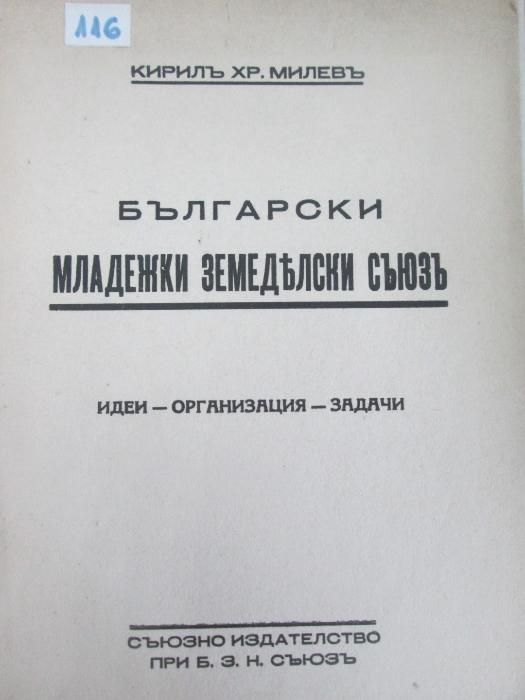 116
КИРИЛЪ ХР. МИЛЕВЪ
БЪЛГАРСКИ
МЛАДЕЖКИ ЗЕМЕДѢЛСКИ СЪЮЗЪ
ИДЕИ — ОРГАНИЗАЦИЯ — ЗАДАЧИ
СЪЮЗНО ИЗДАТЕЛСТВО
ПРИ Б. З. Н. СЪЮЗЪ